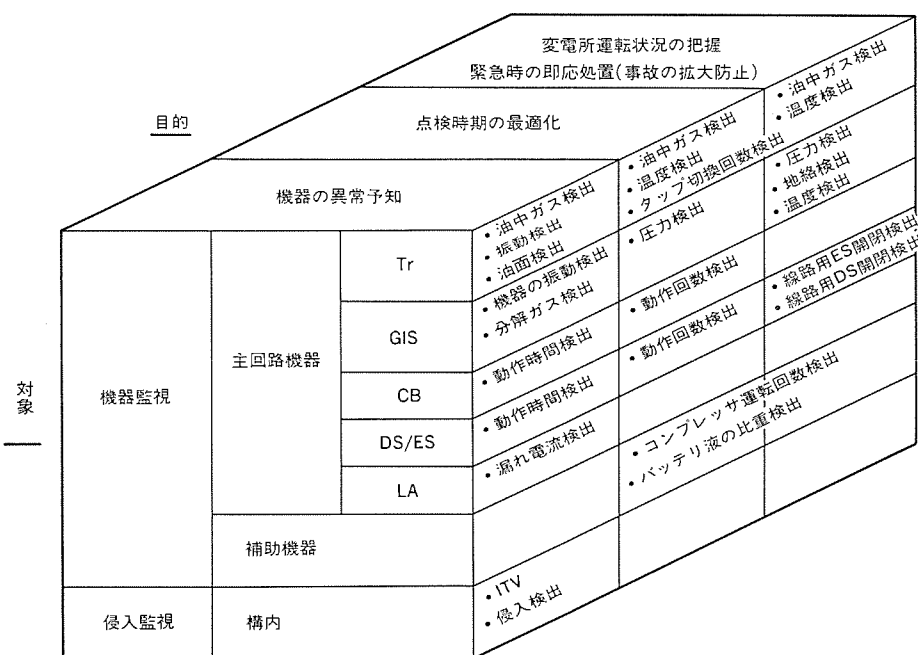 変電所運転状況の把握
緊急時の即応処置(事故の拡大防止)
目的
点検時期の最適化
機器の異常予知
対象
機器監視
主回路機器
Tr
GIS
CB
DS/ES
LA
補助機器
侵入監視
構内
• 油中ガス検出
• 振動検出
• 油面検出
• 油中ガス検出
• 温度検出
• タップ切換回数検出
• 油中ガス検出
• 温度検出
• 機器の振動検出
• 分解ガス検出
• 圧力検出
• 圧力検出
• 地絡検出
• 温度検出
• 動作時間検出
• 動作回数検出
• 動作時間検出
• 動作回数検出
• 線路用ES開閉検出
• 線路用DS開閉検出
• 漏れ電流検出
• コンプレッサ運転回数検出
• バッテリ液の比重検出
• ITV
• 侵入検出